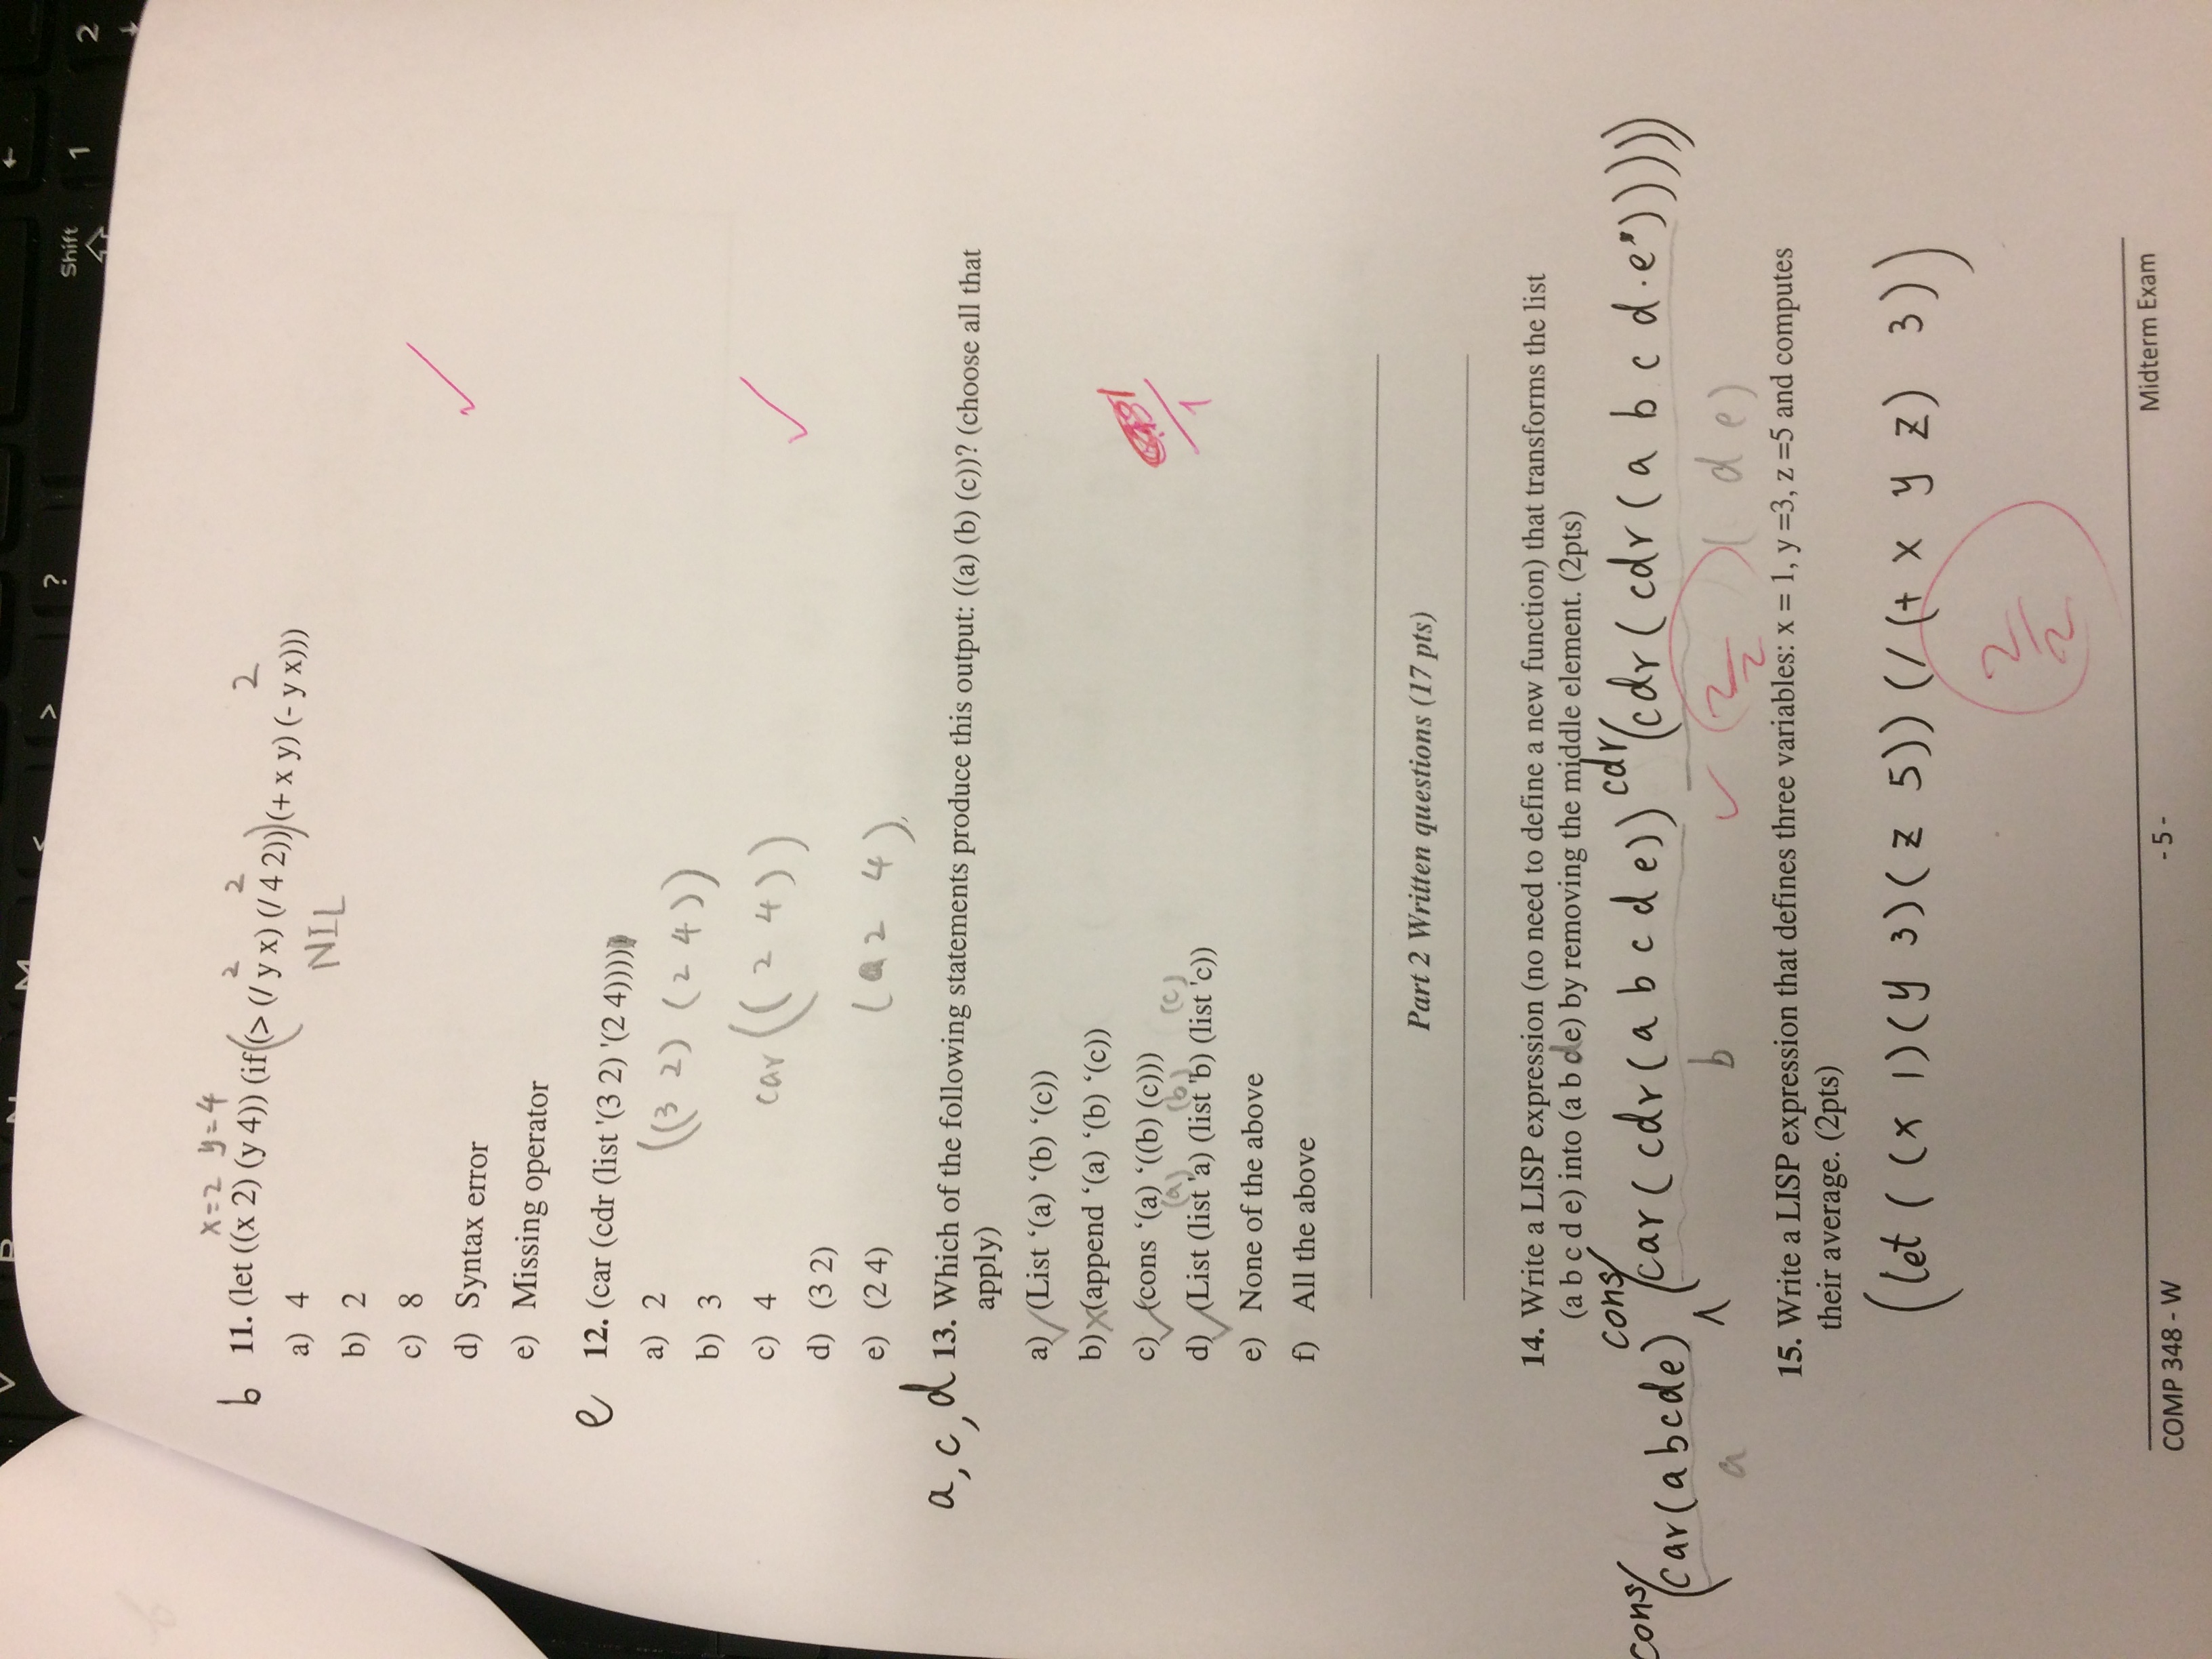 V B N M < > ? Shift 1 2
x=2 y=4
2 2 2
b 11. (let ((x 2) (y 4)) (if((> (/ y x) (/ 4 2)))(+ x y) (- y x)))
NIL
a) 4
b) 2
c) 8
d) Syntax error
e) Missing operator
e 12. (car (cdr (list '(3 2) '(2 4))))
a) 2
((3 2) (2 4))
b) 3
c) 4
car((2 4))
d) (3 2)
e) (2 4)
(2 4)
a, c, d 13. Which of the following statements produce this output: ((a) (b) (c))? (choose all that
apply)
a) (List ‘(a) ‘(b) ‘(c))
b) x (append ‘(a) ‘(b) ‘(c))
c) (cons ‘(a) ‘((b) (c)))
(a) (b) (c)
d) (List (list 'a) (list 'b) (list 'c))
1
e) None of the above
f) All the above
Part 2 Written questions (17 pts)
14. Write a LISP expression (no need to define a new function) that transforms the list
(a b c d e) into (a b d e) by removing the middle element. (2pts)
cons(car(abcde) cons(car(cdr(a b c d e)) cdr(cdr(cdr(a b c d e)))))
a b 2/2 (d e)
15. Write a LISP expression that defines three variables: x = 1, y =3, z =5 and computes
their average. (2pts)
(let ((x 1)(y 3)(z 5)) (/ (+ x y z) 3))
2/2
COMP 348 - W - 5 - Midterm Exam